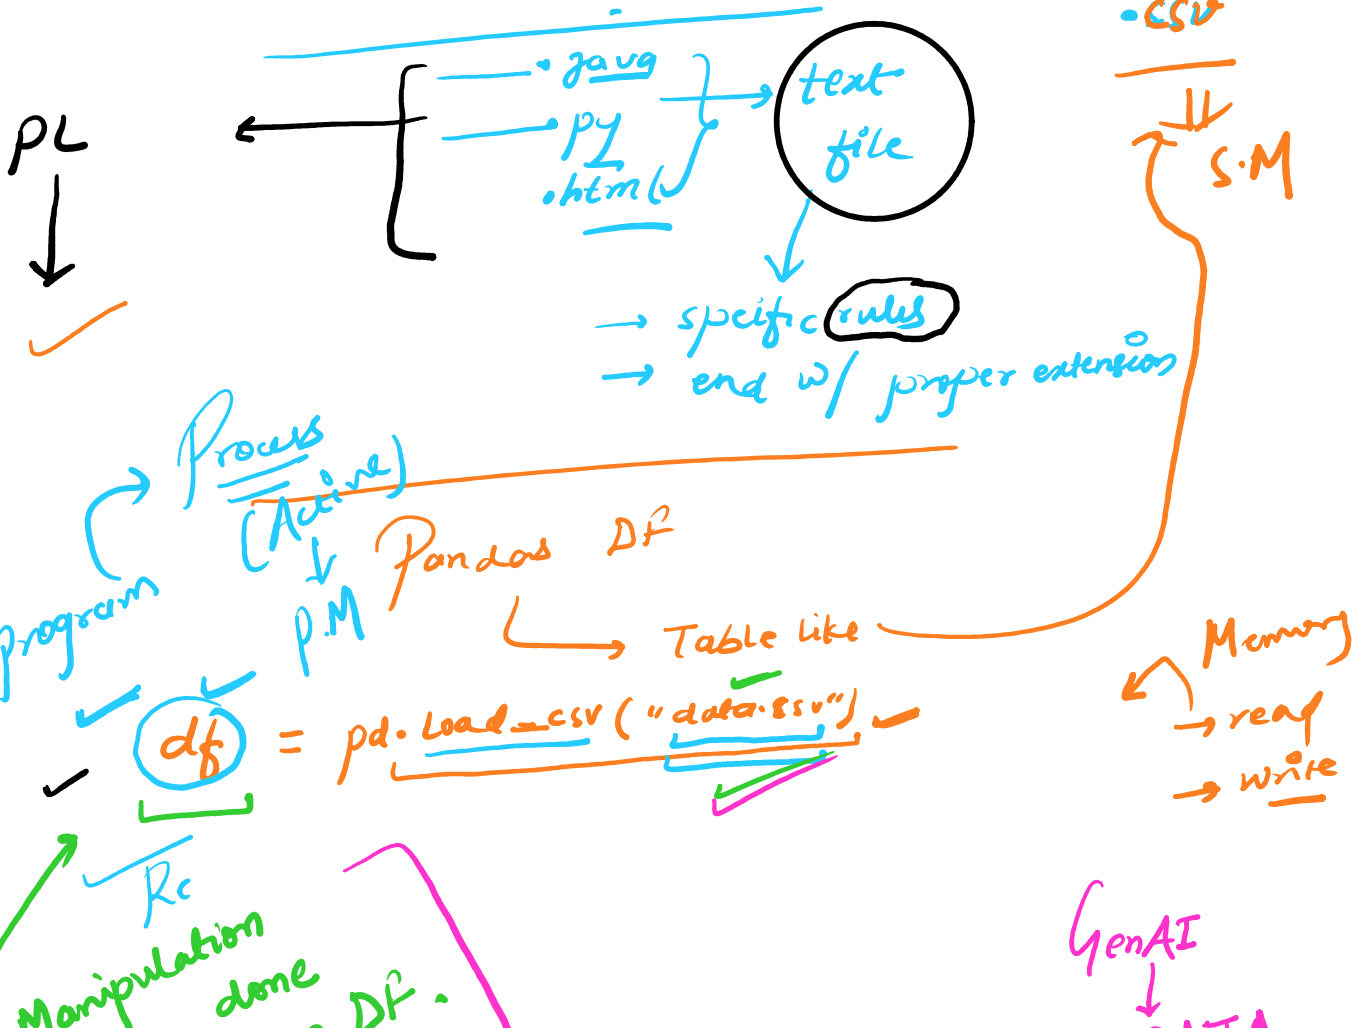 .csv
.java
text
PL
py
file
S.M
.html
specific rules
end w/ proper extension
Process
(Active)
Pandas DF
program
P.M
Table like
Memory
read
df = pd.Load_csv("data.csv")
write
Rc
Manipulation
done
DF.
GenAI